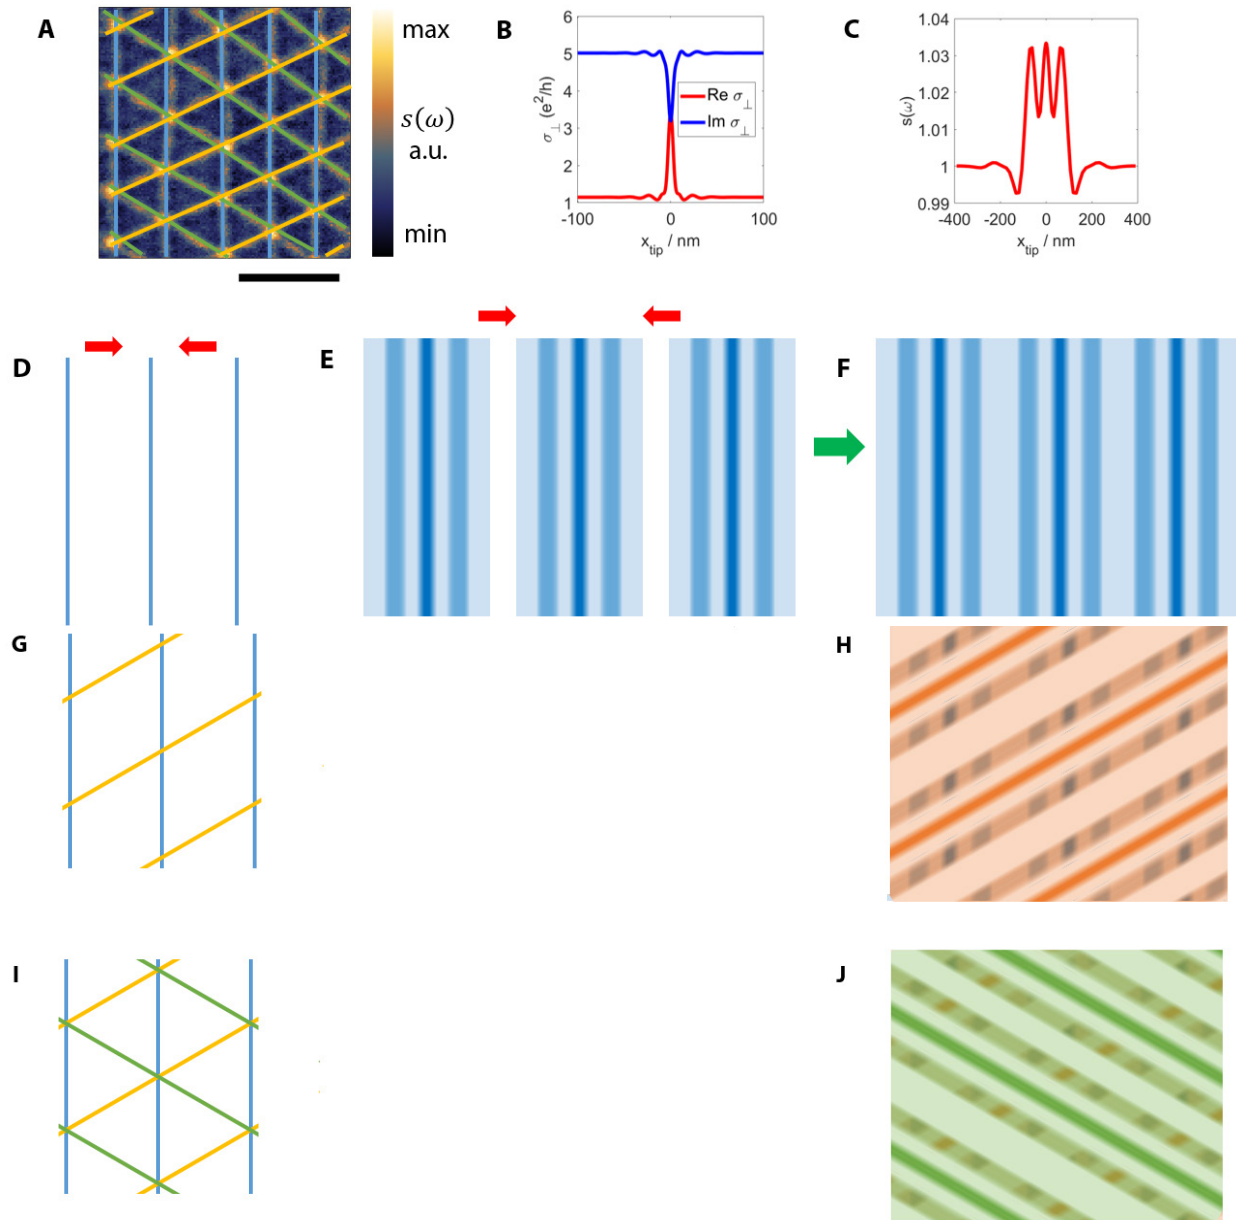 A
max
s(ω)
a.u.
min
B
σ⊥ (e²/h)
6
5
4
3
2
1
-100
0
100
x_tip / nm
Re σ⊥
Im σ⊥
C
s(ω)
1.04
1.03
1.02
1.01
1
0.99
-400
-200
0
200
400
x_tip / nm
D
E
F
G
H
I
J